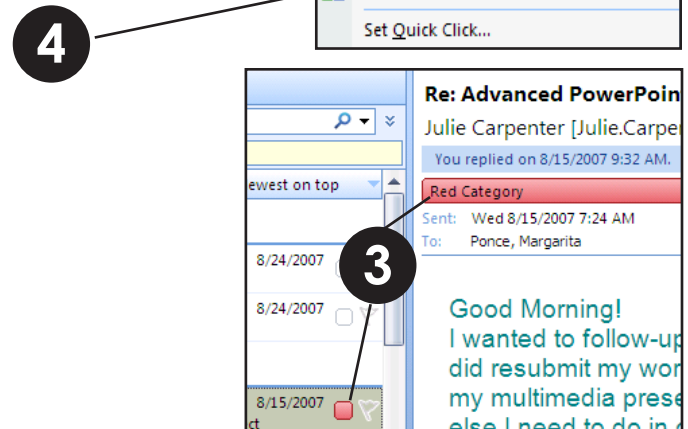 4
Set Quick Click...
Re: Advanced PowerPoin
Julie Carpenter [Julie.Carper
You replied on 8/15/2007 9:32 AM.
ewest on top
Red Category
Sent: Wed 8/15/2007 7:24 AM
To: Ponce, Margarita
3
8/24/2007
8/24/2007
8/15/2007
ct
Good Morning!
I wanted to follow-up
did resubmit my wor
my multimedia prese
else I need to do in